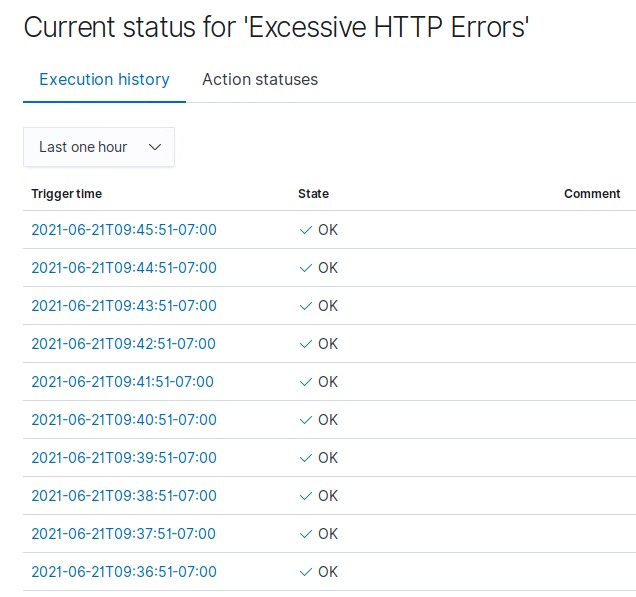 Current status for 'Excessive HTTP Errors'
Execution history Action statuses
Last one hour
Trigger time State Comment
2021-06-21T09:45:51-07:00 OK
2021-06-21T09:44:51-07:00 OK
2021-06-21T09:43:51-07:00 OK
2021-06-21T09:42:51-07:00 OK
2021-06-21T09:41:51-07:00 OK
2021-06-21T09:40:51-07:00 OK
2021-06-21T09:39:51-07:00 OK
2021-06-21T09:38:51-07:00 OK
2021-06-21T09:37:51-07:00 OK
2021-06-21T09:36:51-07:00 OK